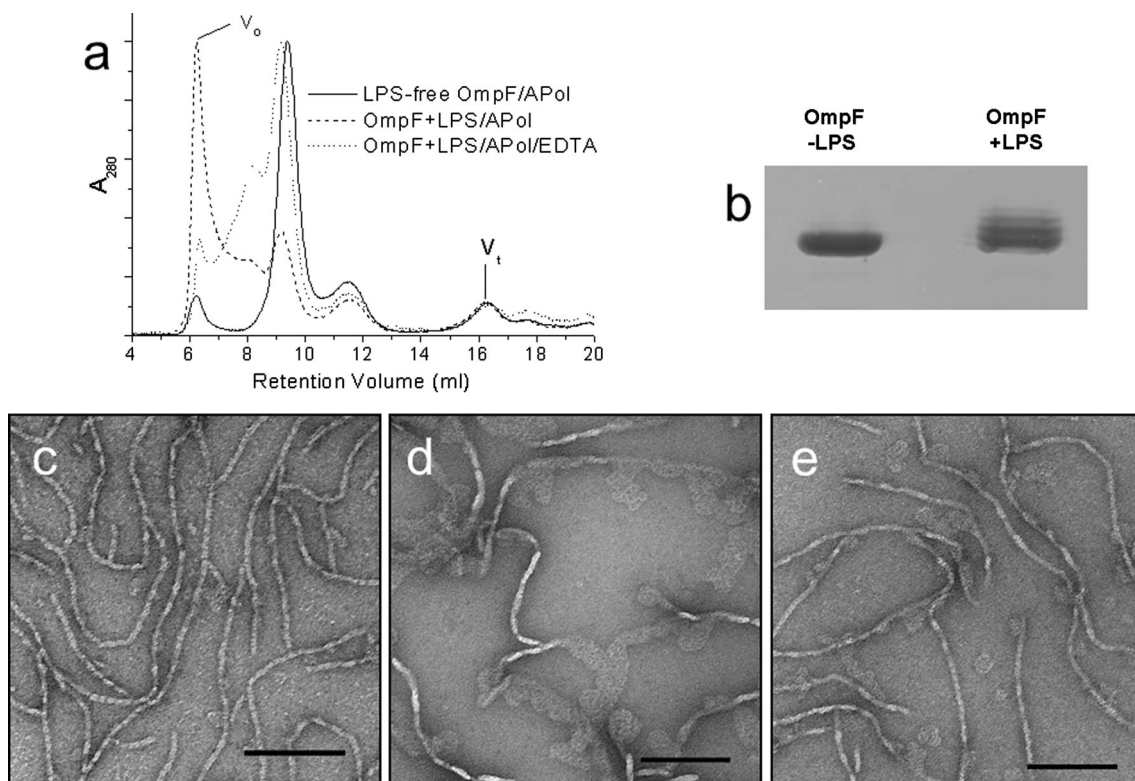 a
V₀
LPS-free OmpF/APol
OmpF+LPS/APol
OmpF+LPS/APol/EDTA
A₂₈₀
Vₜ
4 6 8 10 12 14 16 18 20
Retention Volume (ml)
b
OmpF
-LPS
OmpF
+LPS
c
d
e